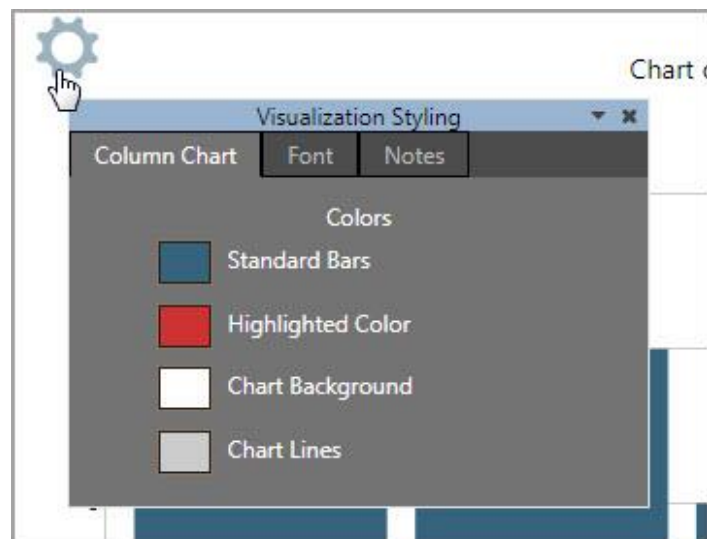 Chart
Visualization Styling
Column Chart Font Notes
Colors
Standard Bars
Highlighted Color
Chart Background
Chart Lines